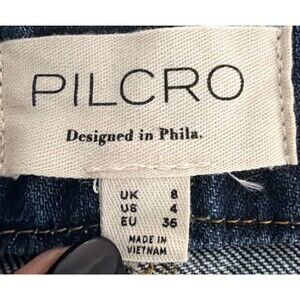 PILCRO
Designed in Phila.
UK 8
US 4
EU 36
MADE IN
VIETNAM